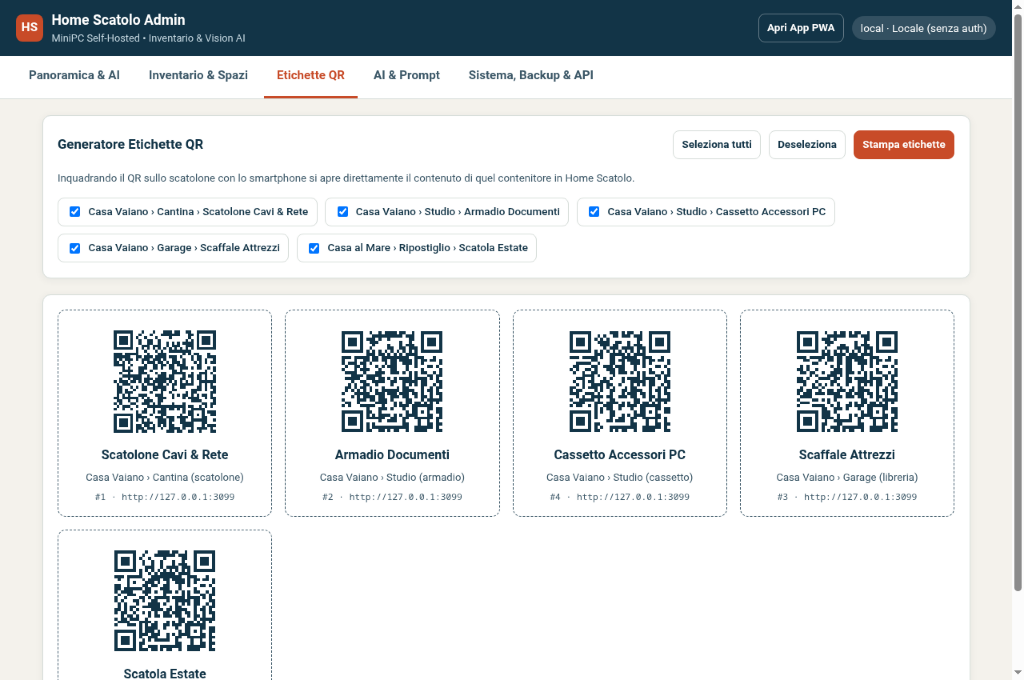 HS
Home Scatolo Admin
MiniPC Self-Hosted • Inventario & Vision AI
Apri App PWA
local · Locale (senza auth)
Panoramica & AI
Inventario & Spazi
Etichette QR
AI & Prompt
Sistema, Backup & API
Generatore Etichette QR
Seleziona tutti
Deseleziona
Stampa etichette
Inquadrando il QR sullo scatolone con lo smartphone si apre direttamente il contenuto di quel contenitore in Home Scatolo.
Casa Vaiano › Cantina › Scatolone Cavi & Rete
Casa Vaiano › Studio › Armadio Documenti
Casa Vaiano › Studio › Cassetto Accessori PC
Casa Vaiano › Garage › Scaffale Attrezzi
Casa al Mare › Ripostiglio › Scatola Estate
Scatolone Cavi & Rete
Casa Vaiano › Cantina (scatolone)
#1 · http://127.0.0.1:3099
Armadio Documenti
Casa Vaiano › Studio (armadio)
#2 · http://127.0.0.1:3099
Cassetto Accessori PC
Casa Vaiano › Studio (cassetto)
#4 · http://127.0.0.1:3099
Scaffale Attrezzi
Casa Vaiano › Garage (libreria)
#3 · http://127.0.0.1:3099
Scatola Estate